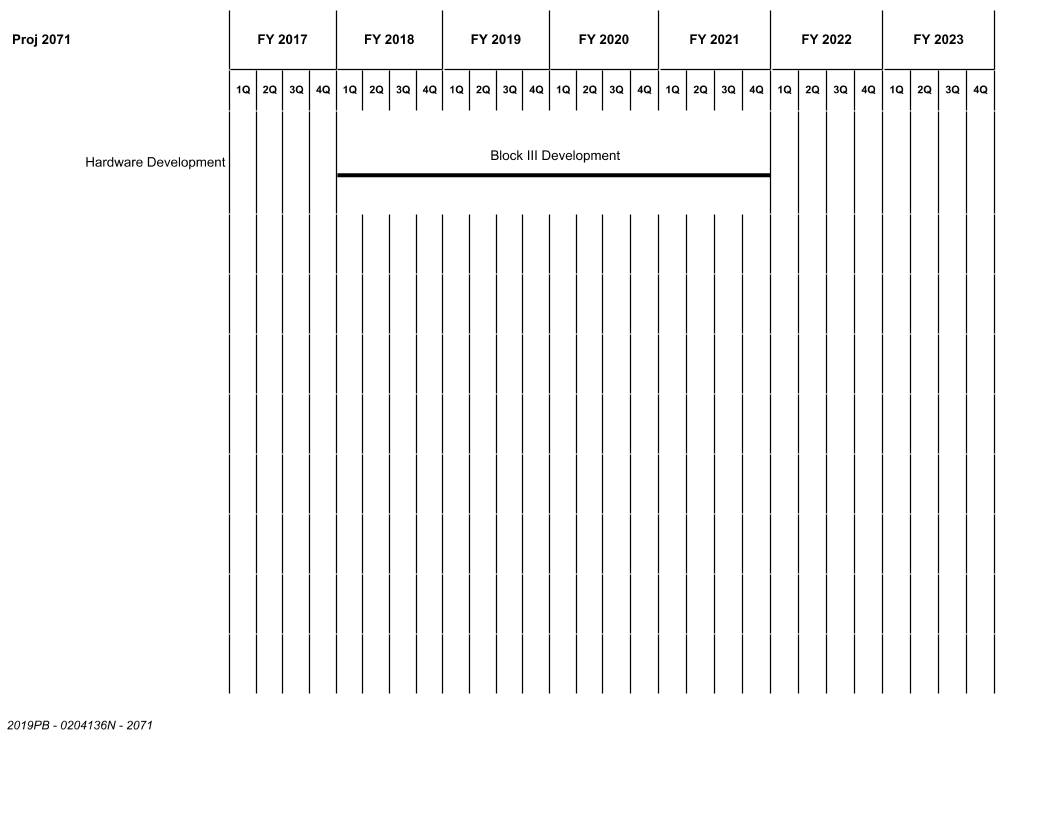 Proj 2071 FY 2017 FY 2018 FY 2019 FY 2020 FY 2021 FY 2022 FY 2023
1Q 2Q 3Q 4Q 1Q 2Q 3Q 4Q 1Q 2Q 3Q 4Q 1Q 2Q 3Q 4Q 1Q 2Q 3Q 4Q 1Q 2Q 3Q 4Q 1Q 2Q 3Q 4Q
Block III Development
Hardware Development
2019PB - 0204136N - 2071